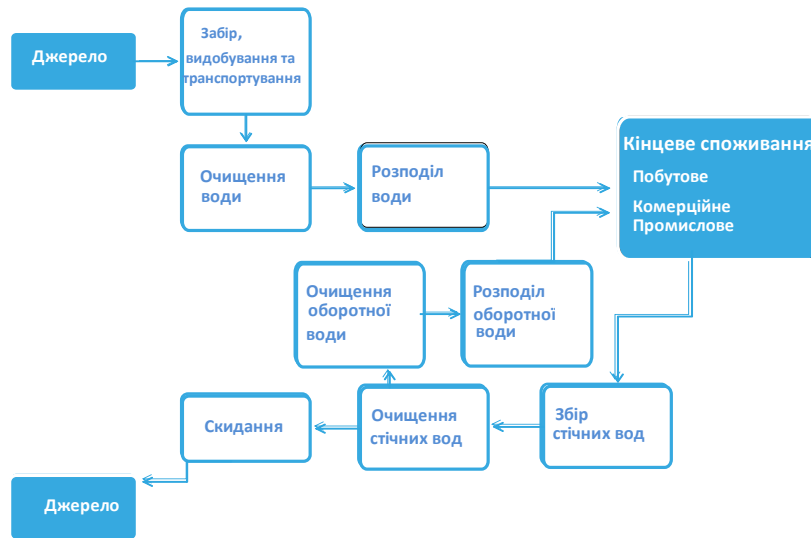 Джерело
Забір,
видобування та
транспортування
Очищення
води
Розподіл
води
Кінцеве споживання
Побутове
Комерційне
Промислове
Очищення
оборотної
води
Розподіл
оборотної
води
Скидання
Очищення
стічних вод
Збір
стічних вод
Джерело